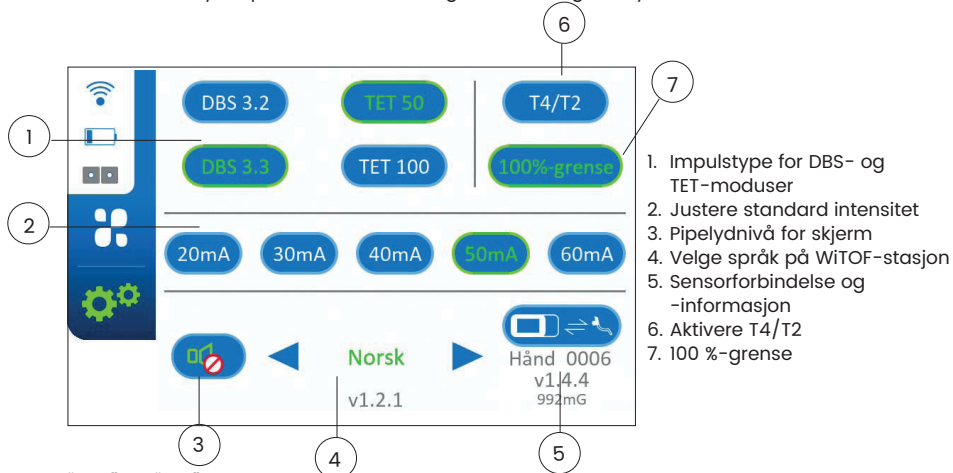 6
DBS 3.2
TET 50
T4/T2
7
1
DBS 3.3
TET 100
100%-grense
2
20mA
30mA
40mA
50mA
60mA
Norsk
Hånd 0006
v1.4.4
v1.2.1
992mG
3
4
5
1. Impulstype for DBS- og
TET-moduser
2. Justere standard intensitet
3. Pipelydnivå for skjerm
4. Velge språk på WiTOF-stasjon
5. Sensorforbindelse og
-informasjon
6. Aktivere T4/T2
7. 100 %-grense